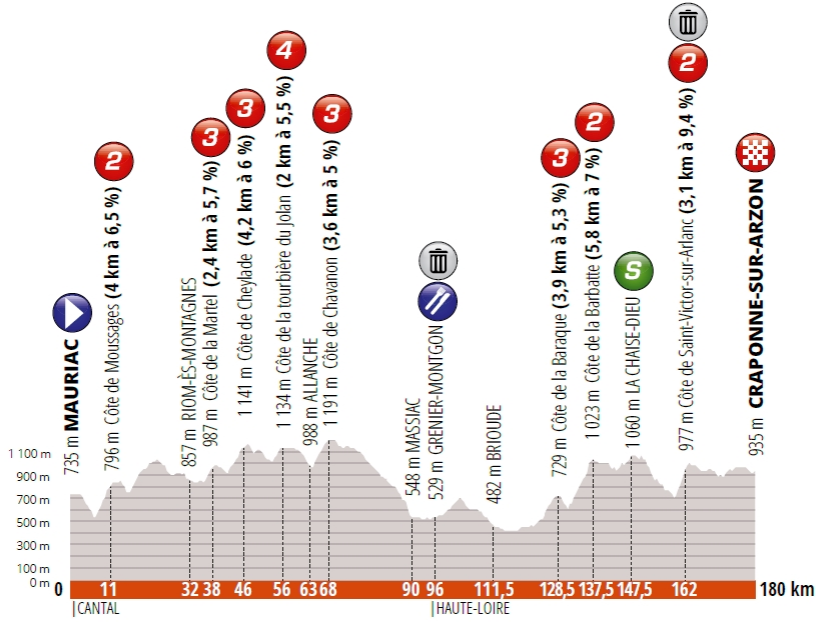 735 m MAURIAC
2
796 m Côte de Moussages (4 km à 6,5 %)
857 m RIOM-ÈS-MONTAGNES
3
987 m Côte de la Martel (2,4 km à 5,7 %)
3
1 141 m Côte de Cheylade (4,2 km à 6 %)
4
1 134 m Côte de la tourbière du Jolan (2 km à 5,5 %)
988 m ALLANCHE
3
1 191 m Côte de Chavanon (3,6 km à 5 %)
548 m MASSIAC
529 m GRENIER-MONTGON
482 m BRIOUDE
3
729 m Côte de la Baraque (3,9 km à 5,3 %)
2
1 023 m Côte de la Barbatte (5,8 km à 7 %)
S
1 060 m LA CHAISE-DIEU
2
977 m Côte de Saint-Victor-sur-Arlanc (3,1 km à 9,4 %)
935 m CRAPONNE-SUR-ARZON
1 100 m
900 m
700 m
500 m
300 m
100 m
0 m
0 11 32 38 46 56 63 68 90 96 111,5 128,5 137,5 147,5 162 180 km
CANTAL HAUTE-LOIRE